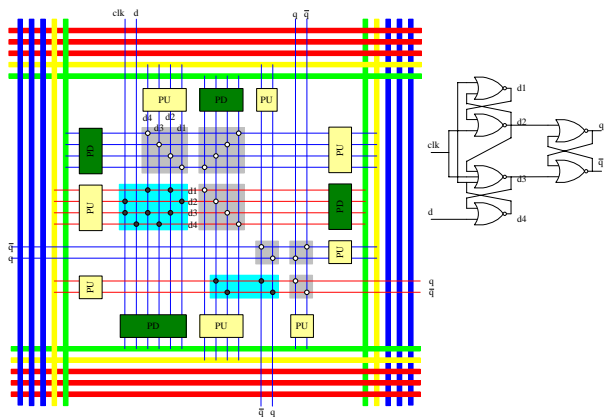 clk d q q̅
PU PD PU
d4 d2
d3 d1
PD PU
PU d1 PD
d2
d3
d4
q̅ PU
q
PU q
q̅
PD PU PU
q̅ q
d1
d2 q
clk
d3 q̅
d d4